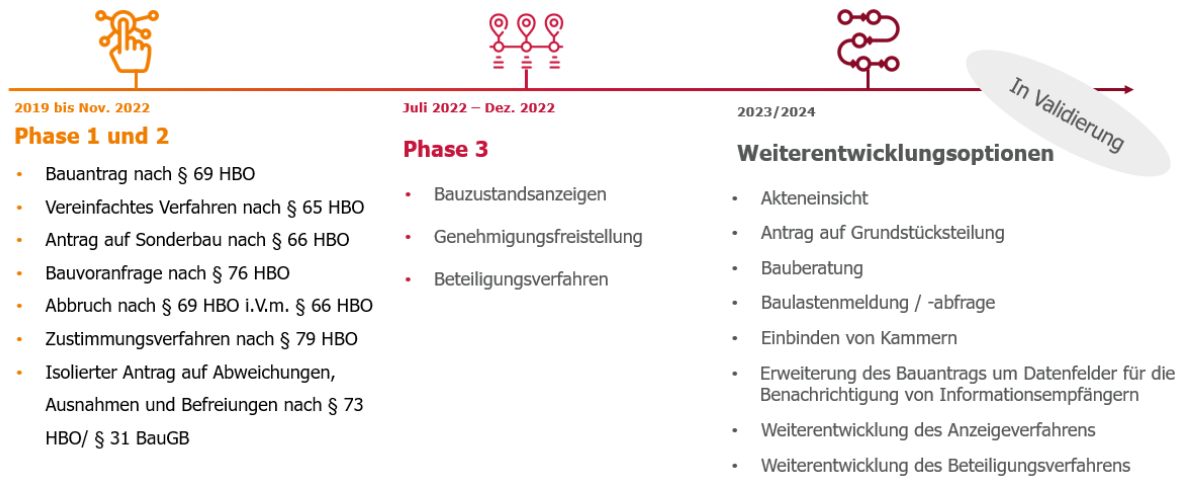 2019 bis Nov. 2022
Phase 1 und 2
• Bauantrag nach § 69 HBO
• Vereinfachtes Verfahren nach § 65 HBO
• Antrag auf Sonderbau nach § 66 HBO
• Bauvoranfrage nach § 76 HBO
• Abbruch nach § 69 HBO i.V.m. § 66 HBO
• Zustimmungsverfahren nach § 79 HBO
• Isolierter Antrag auf Abweichungen,
Ausnahmen und Befreiungen nach § 73
HBO/ § 31 BauGB
Juli 2022 – Dez. 2022
Phase 3
• Bauzustandsanzeigen
• Genehmigungsfreistellung
• Beteiligungsverfahren
2023/2024
In Validierung
Weiterentwicklungsoptionen
• Akteneinsicht
• Antrag auf Grundstücksteilung
• Bauberatung
• Baulastenmeldung / -abfrage
• Einbinden von Kammern
• Erweiterung des Bauantrags um Datenfelder für die
Benachrichtigung von Informationsempfängern
• Weiterentwicklung des Anzeigeverfahrens
• Weiterentwicklung des Beteiligungsverfahrens